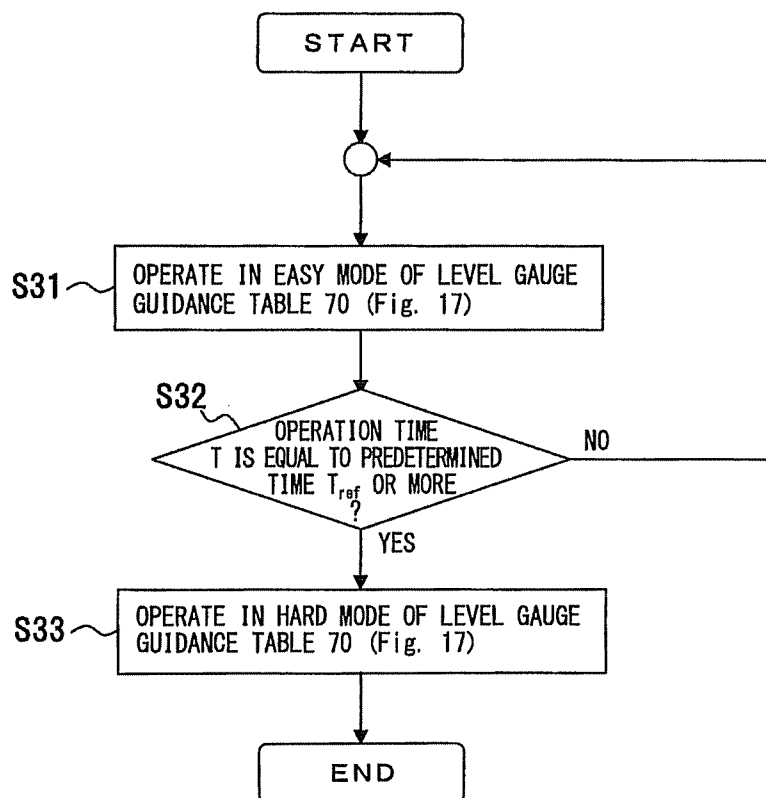 START
S31
OPERATE IN EASY MODE OF LEVEL GAUGE
GUIDANCE TABLE 70 (Fig. 17)
S32
OPERATION TIME
T IS EQUAL TO PREDETERMINED
TIME Tref OR MORE
?
NO
YES
S33
OPERATE IN HARD MODE OF LEVEL GAUGE
GUIDANCE TABLE 70 (Fig. 17)
END